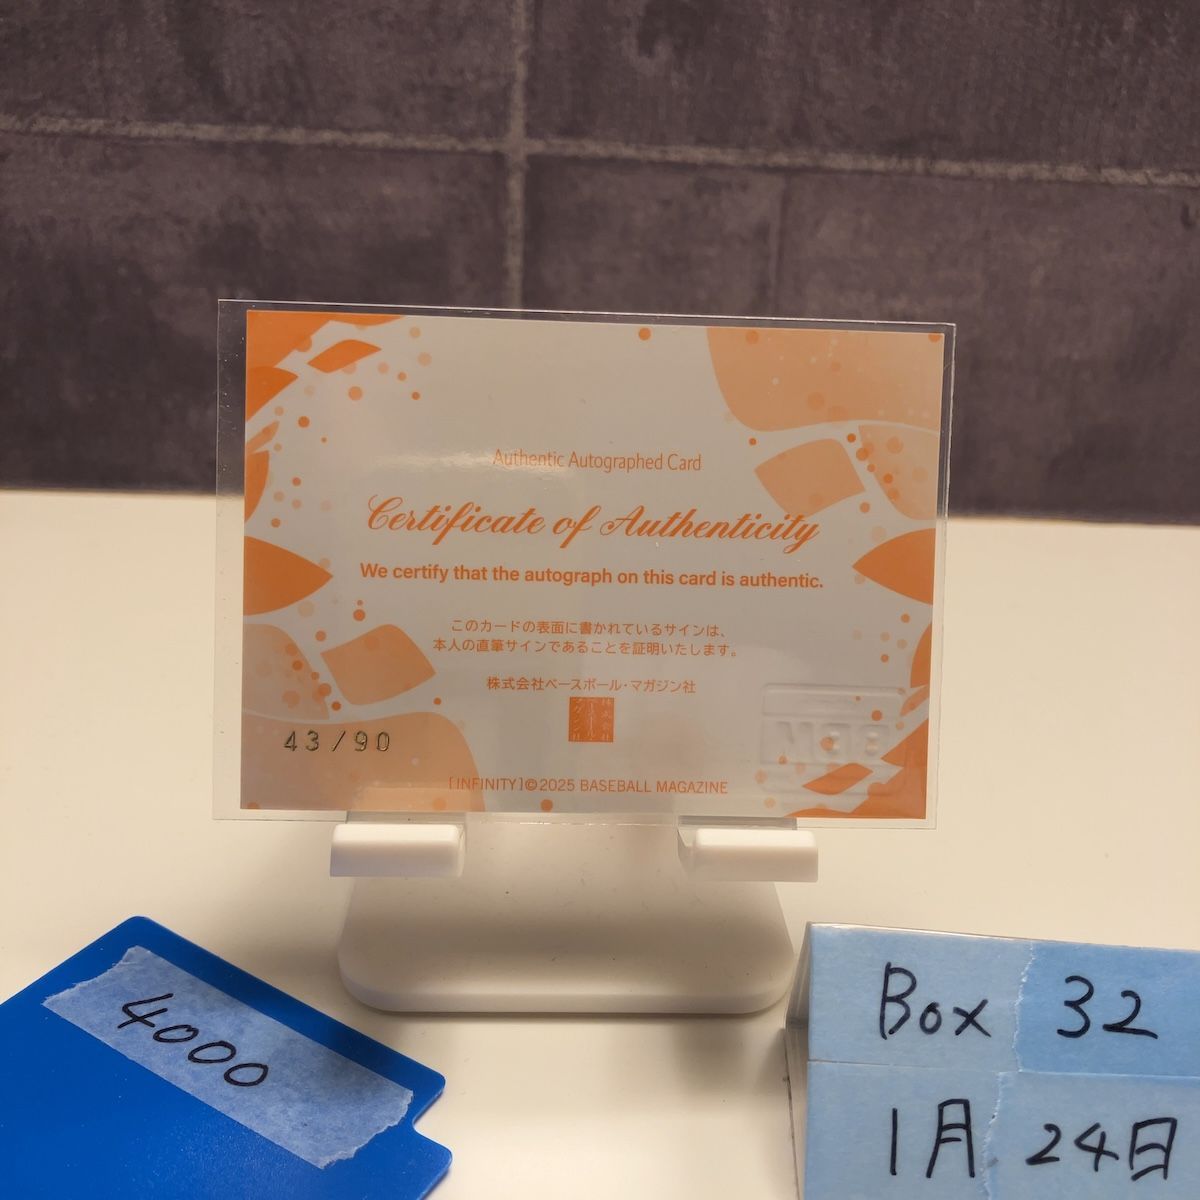 Authentic Autographed Card
Certificate of Authenticity
We certify that the autograph on this card is authentic.
このカードの表面に書かれているサインは、
本人の直筆サインであることを証明いたします。
株式会社ベースボール・マガジン社
43/90
[INFINITY]©2025 BASEBALL MAGAZINE
4000
Box 32
1月 24日